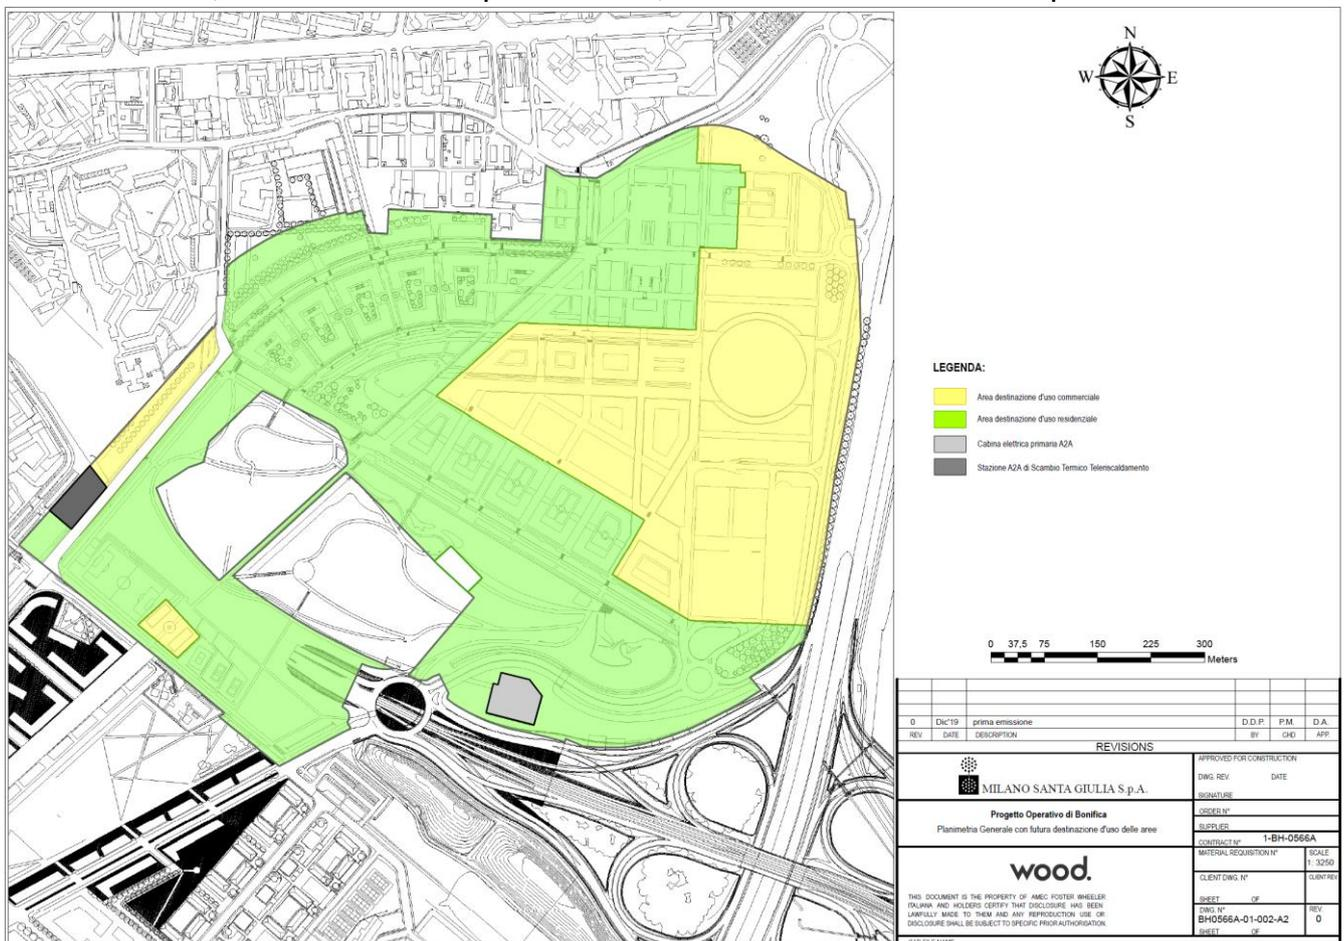 N
W E
S
LEGENDA:
Area destinazione d'uso commerciale
Area destinazione d'uso residenziale
Cabina elettrica primaria A2A
Stazione A2A di Scambio Termico Teleriscaldamento
0 37,5 75 150 225 300
Meters
0 Dic'19 prima emissione D.D.P. P.M. D.A.
REV DATE DESCRIPTION BY CHD APP.
REVISIONS
MILANO SANTA GIULIA S.p.A.
APPROVED FOR CONSTRUCTION
DWG. REV. DATE
SIGNATURE
Progetto Operativo di Bonifica
Planimetria Generale con futura destinazione d'uso delle aree
ORDER N°
SUPPLIER
CONTRACT N° 1-BH-0566A
wood.
MATERIAL REQUISITION N° SCALE
1: 3250
CLIENT DWG. N° CLIENT REV
SHEET OF
THIS DOCUMENT IS THE PROPERTY OF AMEC FOSTER WHEELER
ITALIANA AND HOLDERS CERTIFY THAT DISCLOSURE HAS BEEN
LAWFULLY MADE TO THEM AND ANY REPRODUCTION USE OR
DISCLOSURE SHALL BE SUBJECT TO SPECIFIC PRIOR AUTHORISATION.
DWG. N° REV.
BH0566A-01-002-A2 0
SHEET OF